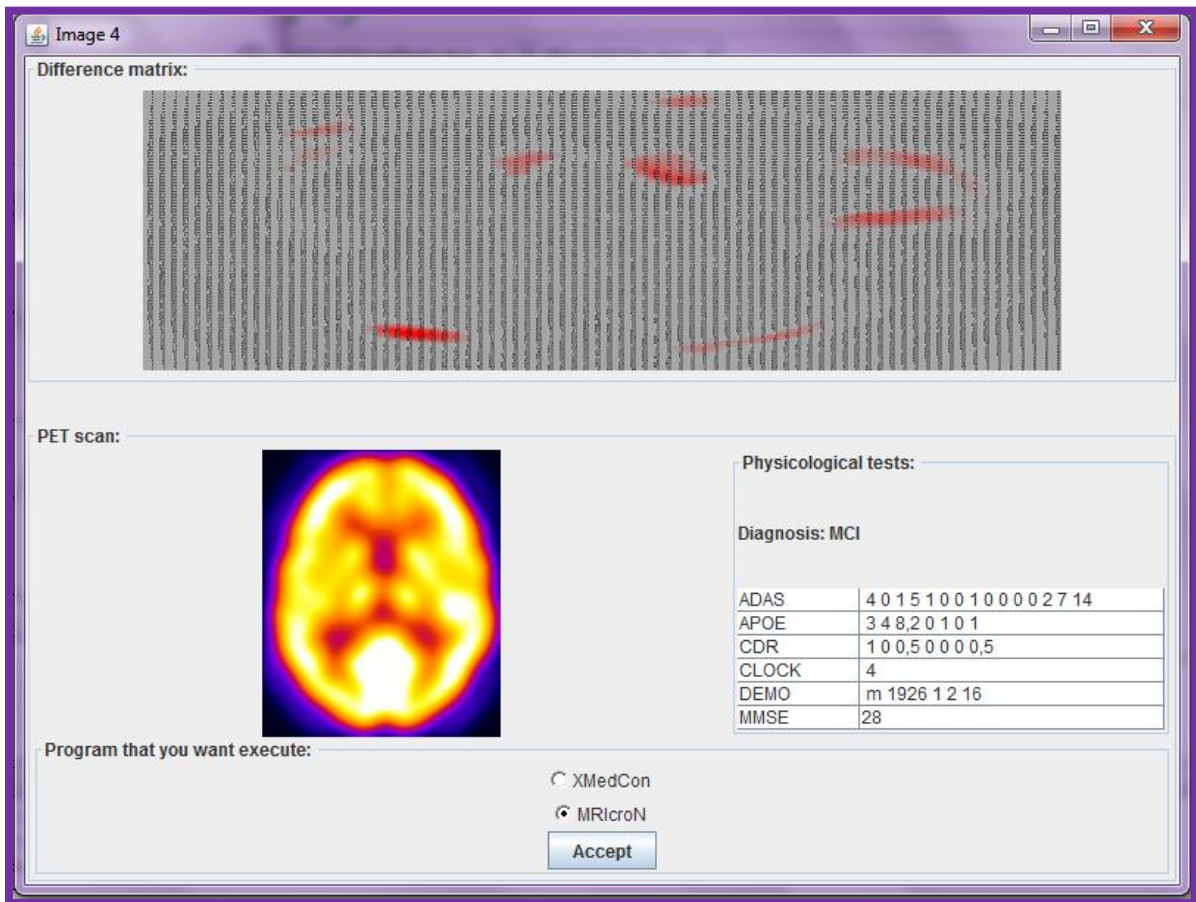 Image 4
Difference matrix:
PET scan:
Physicological tests:
Diagnosis: MCI
ADAS 4 0 1 5 1 0 0 1 0 0 0 0 2 7 14
APOE 3 4 8,2 0 1 0 1
CDR 1 0 0,5 0 0 0 0,5
CLOCK 4
DEMO m 1926 1 2 16
MMSE 28
Program that you want execute:
XMedCon
MRIcroN
Accept